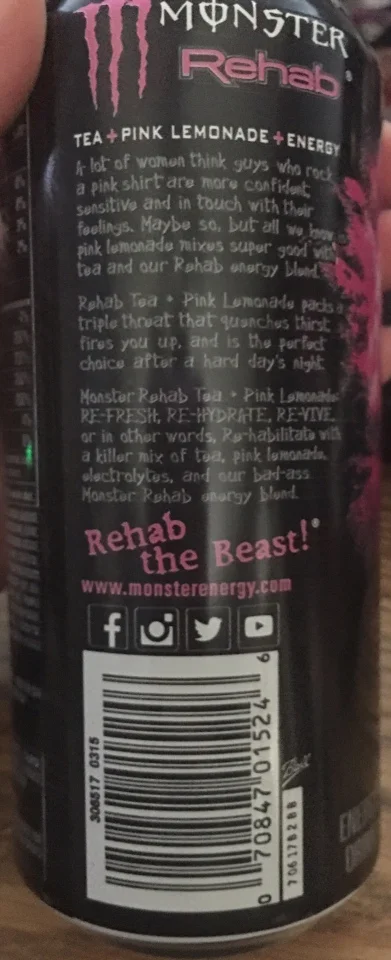 MONSTER
Rehab®
TEA+PINK LEMONADE+ENERGY
A lot of women think guys who rock
a pink shirt are more confident,
sensitive and in touch with their
feelings. Maybe so, but all we know is
pink lemonade mixes super good with
tea and our Rehab energy blend.
Rehab Tea + Pink Lemonade packs a
triple threat that quenches thirst,
fires you up, and is the perfect
choice after a hard day's night.
Monster Rehab Tea + Pink Lemonade:
RE-FRESH, RE-HYDRATE, RE-VIVE,
or in other words, Re-habilitate with
a killer mix of tea, pink lemonade,
electrolytes, and our bad-ass
Monster Rehab energy blend.
Rehab
the Beast!®
www.monsterenergy.com
306517 0315
0 70847 01524 6
Ball
70617B2BB